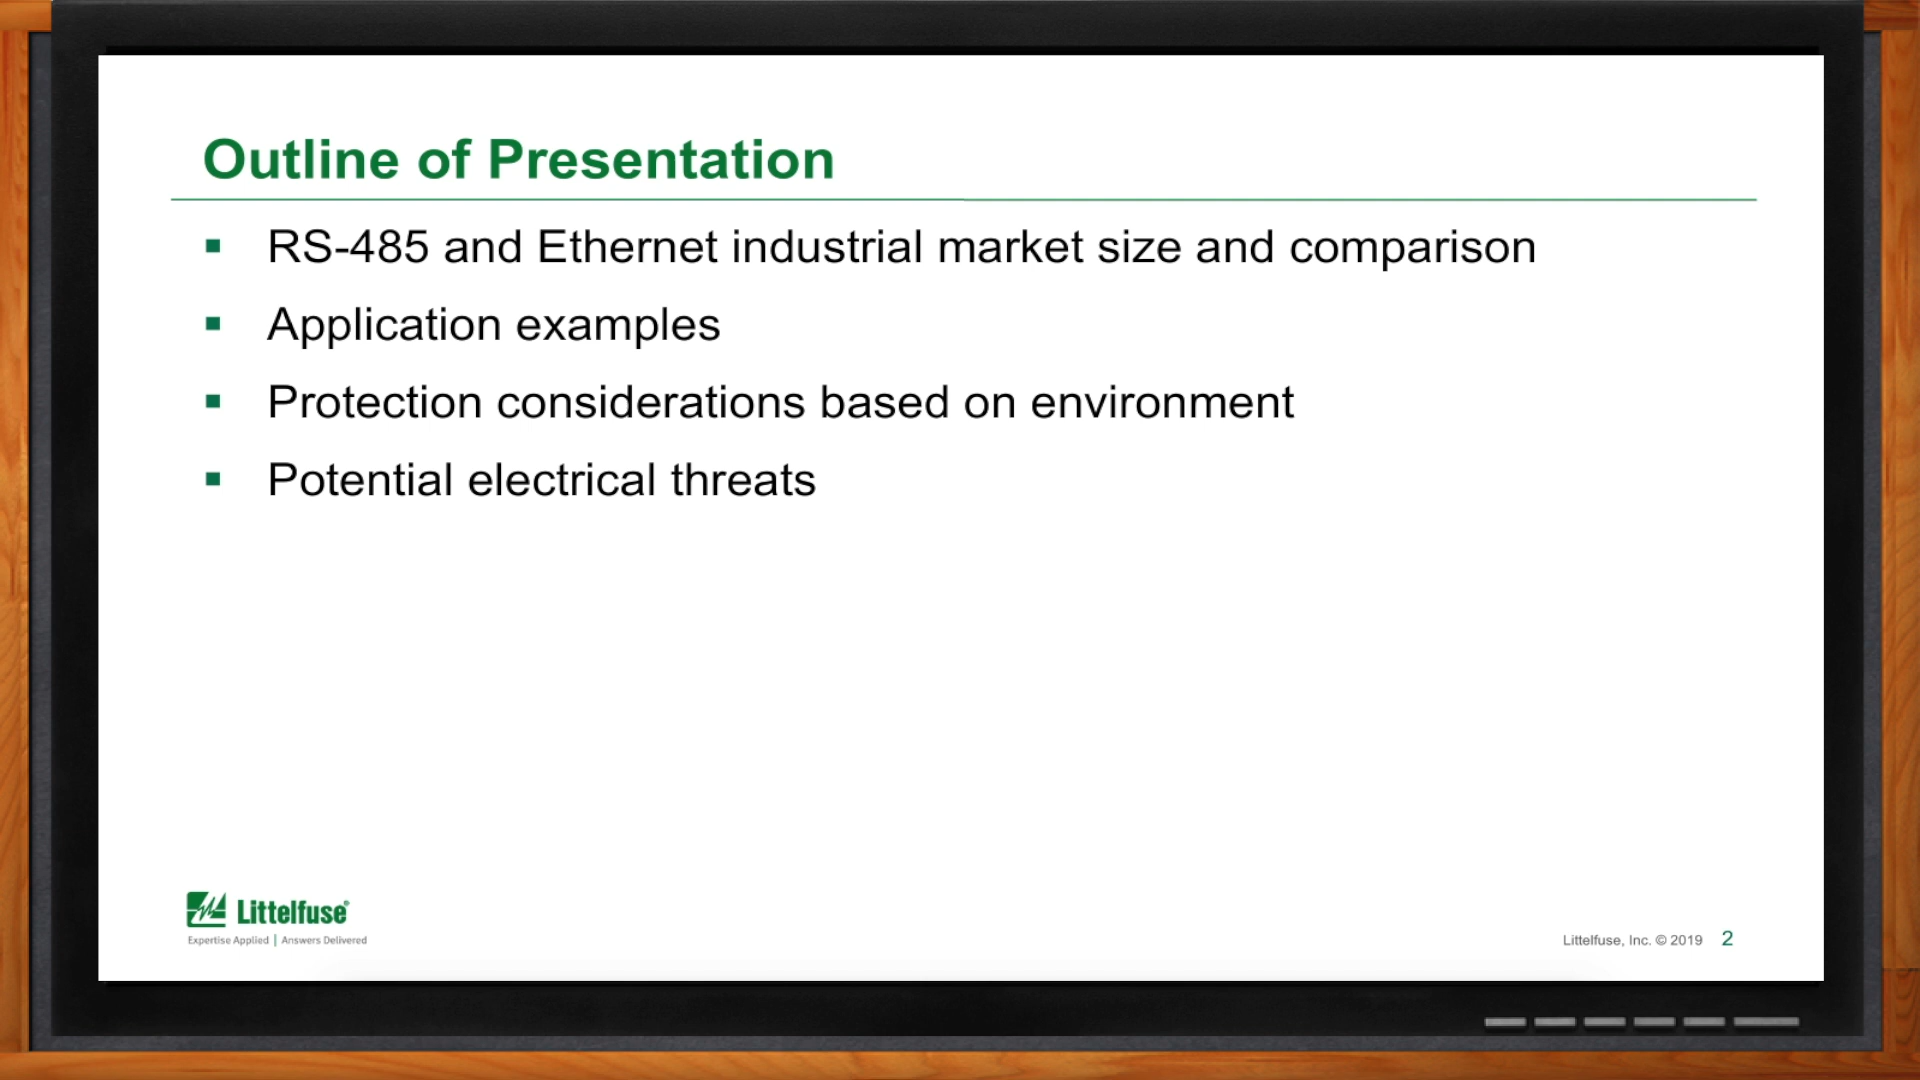 Outline of Presentation
▪ RS-485 and Ethernet industrial market size and comparison
▪ Application examples
▪ Protection considerations based on environment
▪ Potential electrical threats
Littelfuse®
Expertise Applied | Answers Delivered
Littelfuse, Inc. © 2019 2